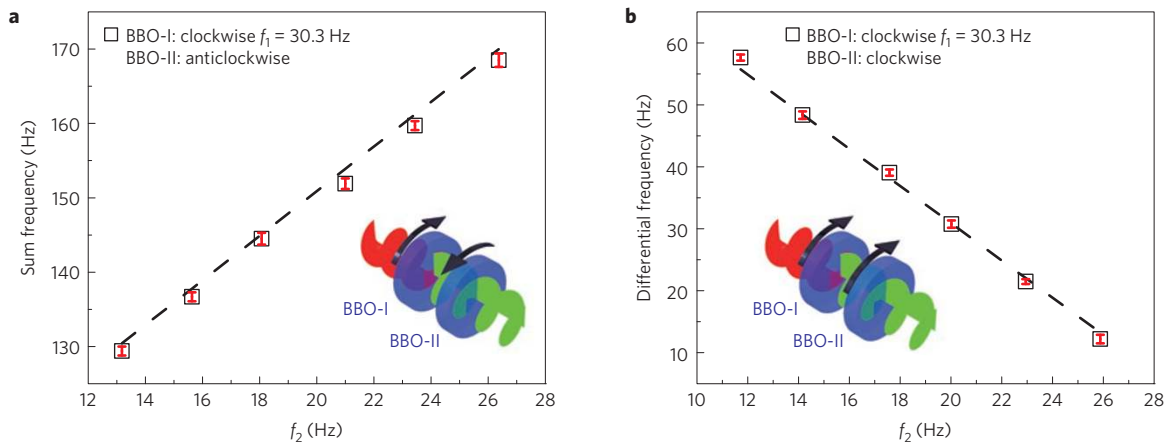 a
BBO-I: clockwise f₁ = 30.3 Hz
BBO-II: anticlockwise
Sum frequency (Hz)
170
160
150
140
130
BBO-I
BBO-II
12 14 16 18 20 22 24 26 28
f₂ (Hz)
b
BBO-I: clockwise f₁ = 30.3 Hz
BBO-II: clockwise
Differential frequency (Hz)
60
50
40
30
20
10
BBO-I
BBO-II
10 12 14 16 18 20 22 24 26 28
f₂ (Hz)